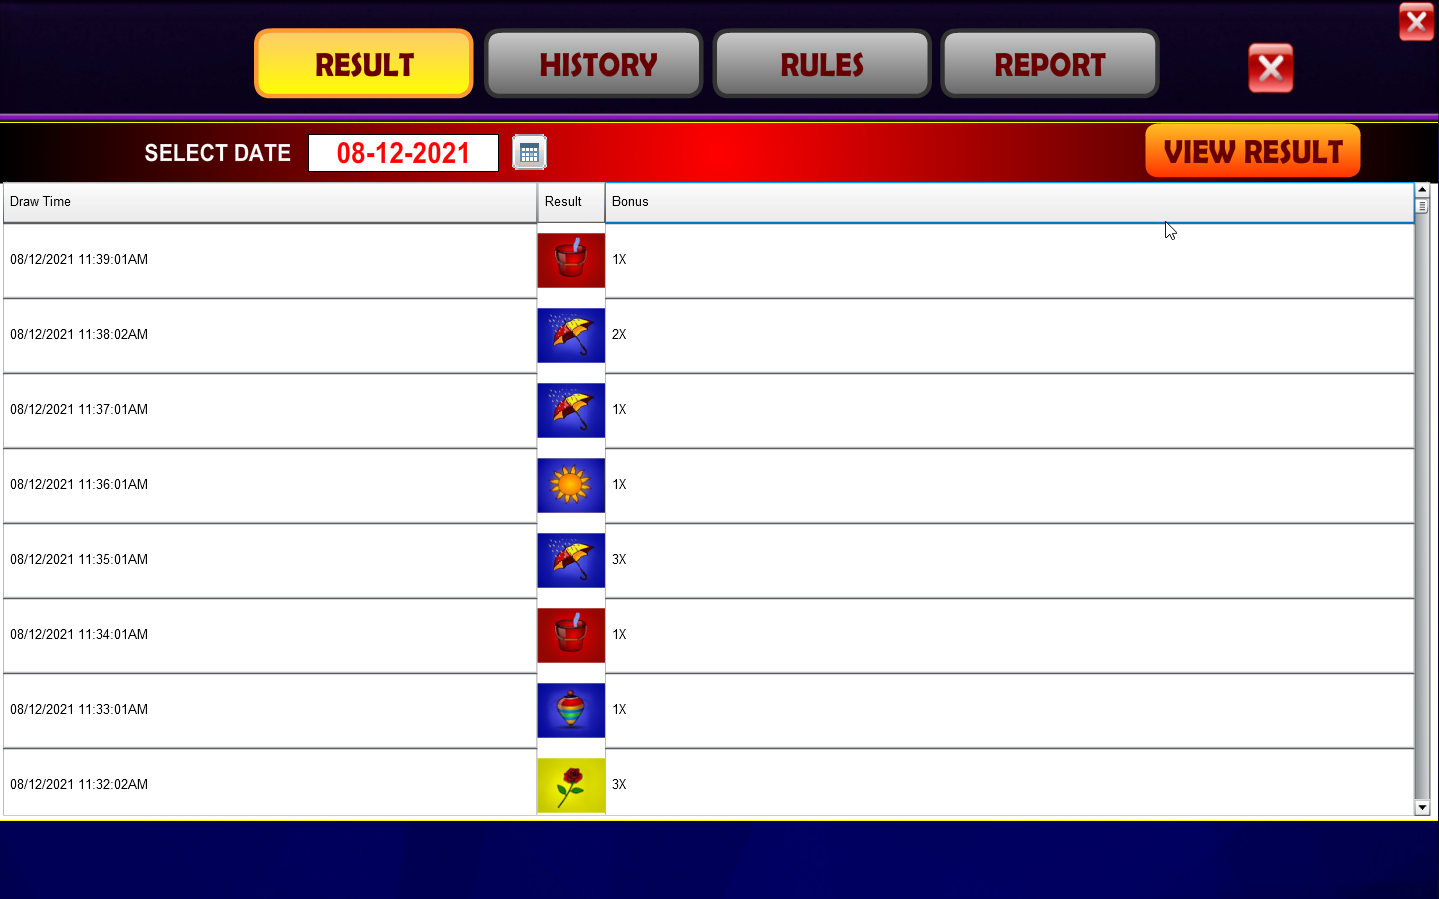 RESULT HISTORY RULES REPORT
SELECT DATE 08-12-2021 VIEW RESULT
Draw Time Result Bonus
08/12/2021 11:39:01AM 1X
08/12/2021 11:38:02AM 2X
08/12/2021 11:37:01AM 1X
08/12/2021 11:36:01AM 1X
08/12/2021 11:35:01AM 3X
08/12/2021 11:34:01AM 1X
08/12/2021 11:33:01AM 1X
08/12/2021 11:32:02AM 3X